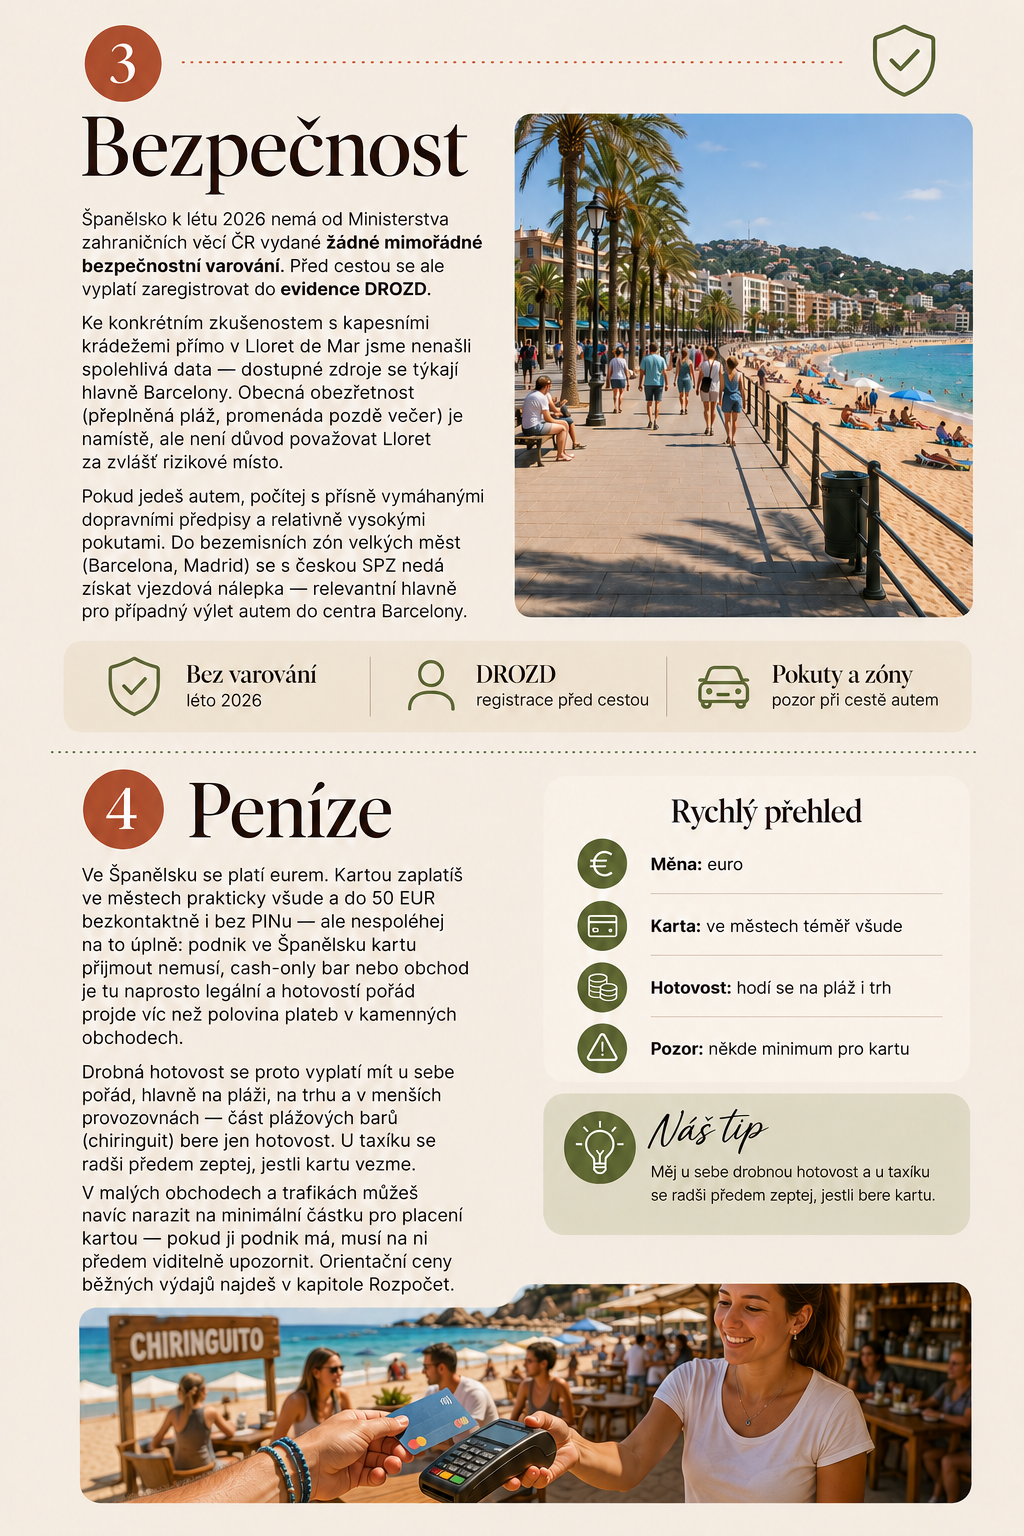 3
Bezpečnost
Španělsko k létu 2026 nemá od Ministerstva
zahraničních věcí ČR vydané žádné mimořádné
bezpečnostní varování. Před cestou se ale
vyplatí zaregistrovat do evidence DROZD.
Ke konkrétním zkušenostem s kapesními
krádežemi přímo v Lloret de Mar jsme nenašli
spolehlivá data — dostupné zdroje se týkají
hlavně Barcelony. Obecná obezřetnost
(přeplněná pláž, promenáda pozdě večer) je
namístě, ale není důvod považovat Lloret
za zvlášť rizikové místo.
Pokud jedeš autem, počítej s přísně vymáhanými
dopravními předpisy a relativně vysokými
pokutami. Do bezemisních zón velkých měst
(Barcelona, Madrid) se s českou SPZ nedá
získat vjezdová nálepka — relevantní hlavně
pro případný výlet autem do centra Barcelony.
Bez varování
léto 2026
DROZD
registrace před cestou
Pokuty a zóny
pozor při cestě autem
4
Peníze
Ve Španělsku se platí eurem. Kartou zaplatíš
ve městech prakticky všude a do 50 EUR
bezkontaktně i bez PINu — ale nespoléhej
na to úplně: podnik ve Španělsku kartu
přijmout nemusí, cash-only bar nebo obchod
je tu naprosto legální a hotovostí pořád
projde víc než polovina plateb v kamenných
obchodech.
Drobná hotovost se proto vyplatí mít u sebe
pořád, hlavně na pláži, na trhu a v menších
provozovnách — část plážových barů
(chiringuit) bere jen hotovost. U taxíku se
radši předem zeptej, jestli kartu vezme.
V malých obchodech a trafikách můžeš
navíc narazit na minimální částku pro placení
kartou — pokud ji podnik má, musí na ni
předem viditelně upozornit. Orientační ceny
běžných výdajů najdeš v kapitole Rozpočet.
Rychlý přehled
€
Měna: euro
Karta: ve městech téměř všude
Hotovost: hodí se na pláž i trh
Pozor: někde minimum pro kartu
Náš tip
Měj u sebe drobnou hotovost a u taxíku
se radši předem zeptej, jestli bere kartu.
CHIRINGUITO